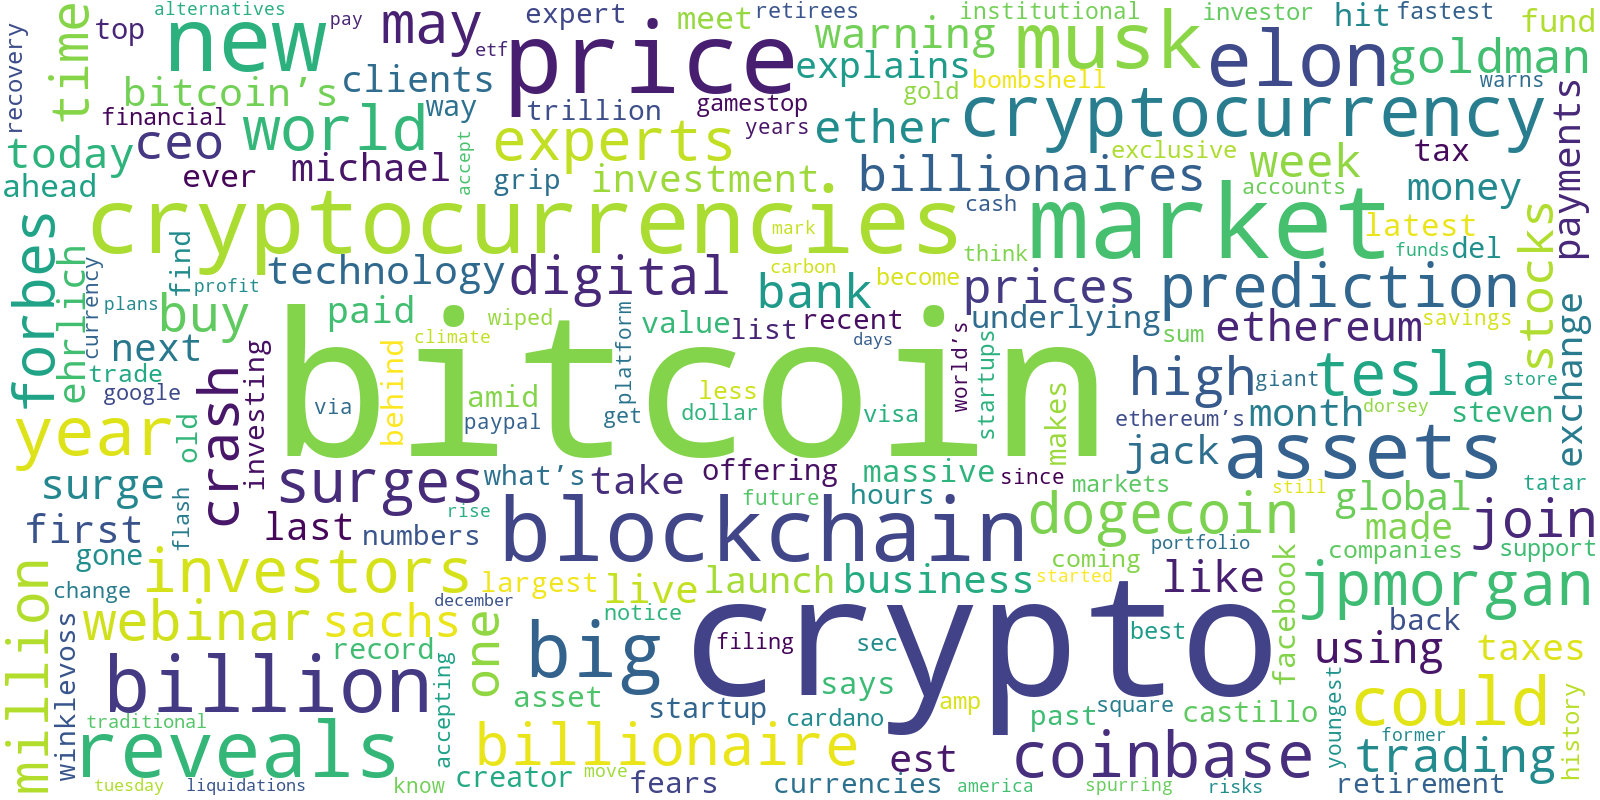 alternatives
pay
expert
meet
retirees
institutional
investor
hit
fastest
fund
recovery
time
top
new
may
etf
price
warning
musk
elon
goldman
bitcoin's
clients
explains
bombshell
warns
financial
way
trillion
gamestop
gold
cryptocurrency
payments
today
ceo
world
experts
years
ether
exclusive
week
tax
ahead
ever
michael
accept
grip
investment
billionaires
accounts
money
cryptocurrencies
cash
market
latest
stocks
forbes
ehrlich
find
mark
think
funds
del
currency
technology
digital
carbon
become
prices
prediction
plans
profit
buy
paid
wiped
platform
bank
underlying
ethereum
savings
exchange
next
investing
bitcoin
climate
value
list
recent
days
world's
startups
sum
trade
google
crash
via
behind
amid
less
high
giant
tesla
store
year
old
paypal
get
dollar
visa
makes
ethereum's
month
dorsey
steven
surge
surges
what's
take
offering
massive
since
jack
assets
flash
rise
future
hours
markets
still
global
tatar
first
last
numbers
blockchain
dogecoin
made
join
gone
coming
portfolio
companies
support
million
change
investors
largest
live
launch
business
started
like
facebook
jpmorgan
winklevoss
webinar
sachs
december
one
notice
crypto
filing
sec
best
using
back
taxes
record
big
billion
accepting
asset
says
could
traditional
startup
cardano
amp
past
square
castillo
youngest
history
reveals
billionaire
est
coinbase
former
trading
tuesday
liquidations
know
creator
move
fears
currencies
america
spurring
risks
retirement